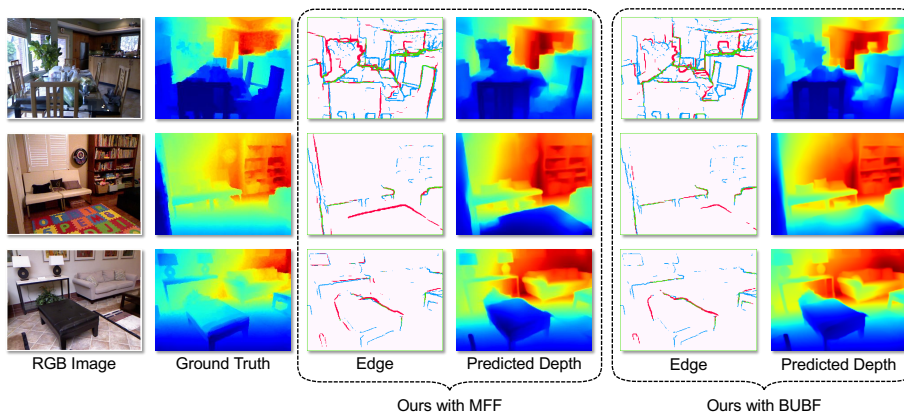 RGB Image
Ground Truth
Edge
Predicted Depth
Edge
Predicted Depth
Ours with MFF
Ours with BUBF